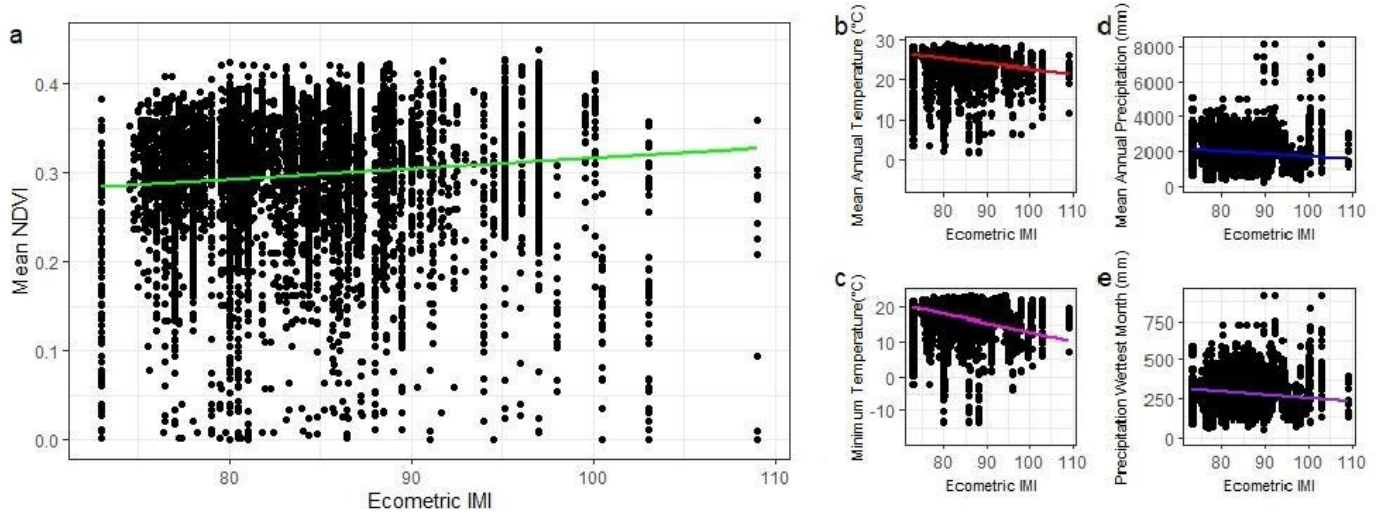 a
Mean NDVI
0.4
0.3
0.2
0.1
0.0
80
90
100
110
Ecometric IMI
b
Mean Annual Temperature (°C)
30
20
10
0
80
90
100
110
Ecometric IMI
c
Minimum Temperature(°C)
20
10
0
-10
80
90
100
110
Ecometric IMI
d
Mean Annual Precipitation (mm)
8000
6000
4000
2000
0
80
90
100
110
Ecometric IMI
e
Precipitation Wettest Month (mm)
750
500
250
0
80
90
100
110
Ecometric IMI